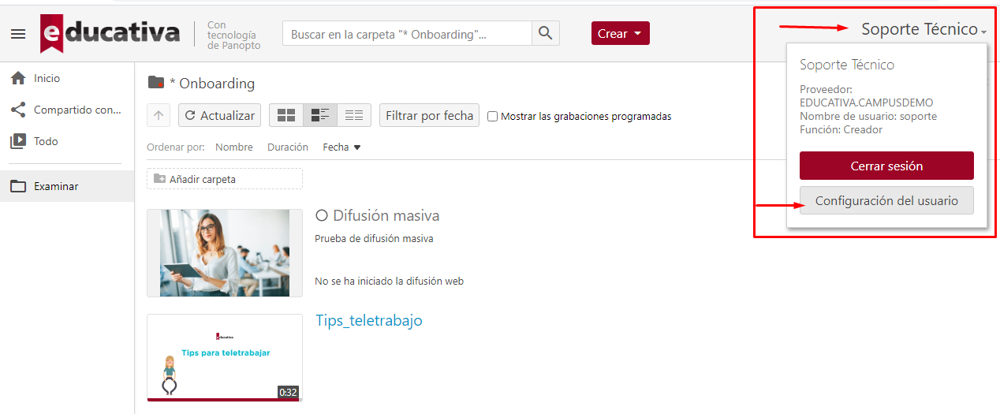 educativa
Con
tecnología
de Panopto
Buscar en la carpeta "* Onboarding"...
Crear
Soporte Técnico
Soporte Técnico
Proveedor:
EDUCATIVA.CAMPUSDEMO
Nombre de usuario: soporte
Función: Creador
Cerrar sesión
Configuración del usuario
Inicio
Compartido con...
Todo
Examinar
* Onboarding
Actualizar
Filtrar por fecha
Mostrar las grabaciones programadas
Ordenar por: Nombre Duración Fecha
Añadir carpeta
Difusión masiva
Prueba de difusión masiva
No se ha iniciado la difusión web
Tips_teletrabajo
educativa
Tips para teletrabajar
0:32